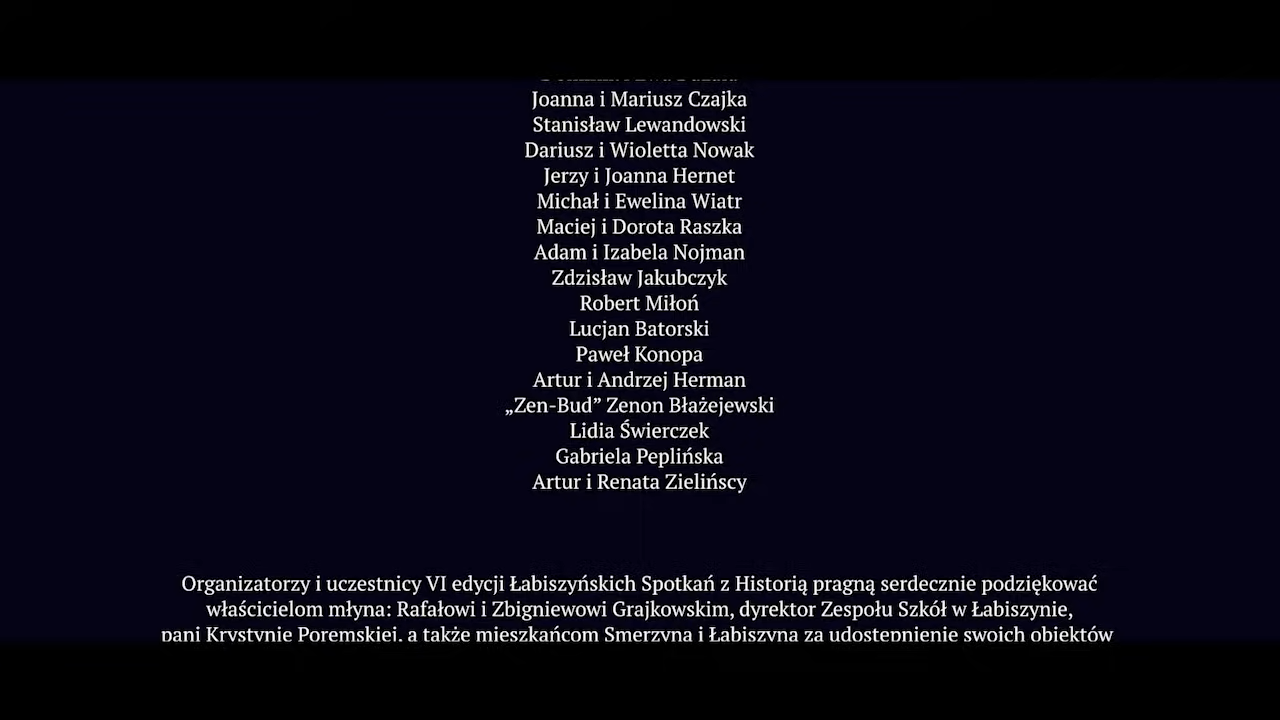 Joanna i Mariusz Czajka
Stanisław Lewandowski
Dariusz i Wioletta Nowak
Jerzy i Joanna Hernet
Michał i Ewelina Wiatr
Maciej i Dorota Raszka
Adam i Izabela Nojman
Zdzisław Jakubczyk
Robert Miłoń
Lucjan Batorski
Paweł Konopa
Artur i Andrzej Herman
„Zen-Bud” Zenon Błażejewski
Lidia Świerczek
Gabriela Peplińska
Artur i Renata Zielińscy
Organizatorzy i uczestnicy VI edycji Łabiszyńskich Spotkań z Historią pragną serdecznie podziękować
właścicielom młyna: Rafałowi i Zbigniewowi Grajkowskim, dyrektor Zespołu Szkół w Łabiszynie,
pani Krystynie Poremskiej, a także mieszkańcom Smerzyna i Łabiszyna za udostępnienie swoich obiektów